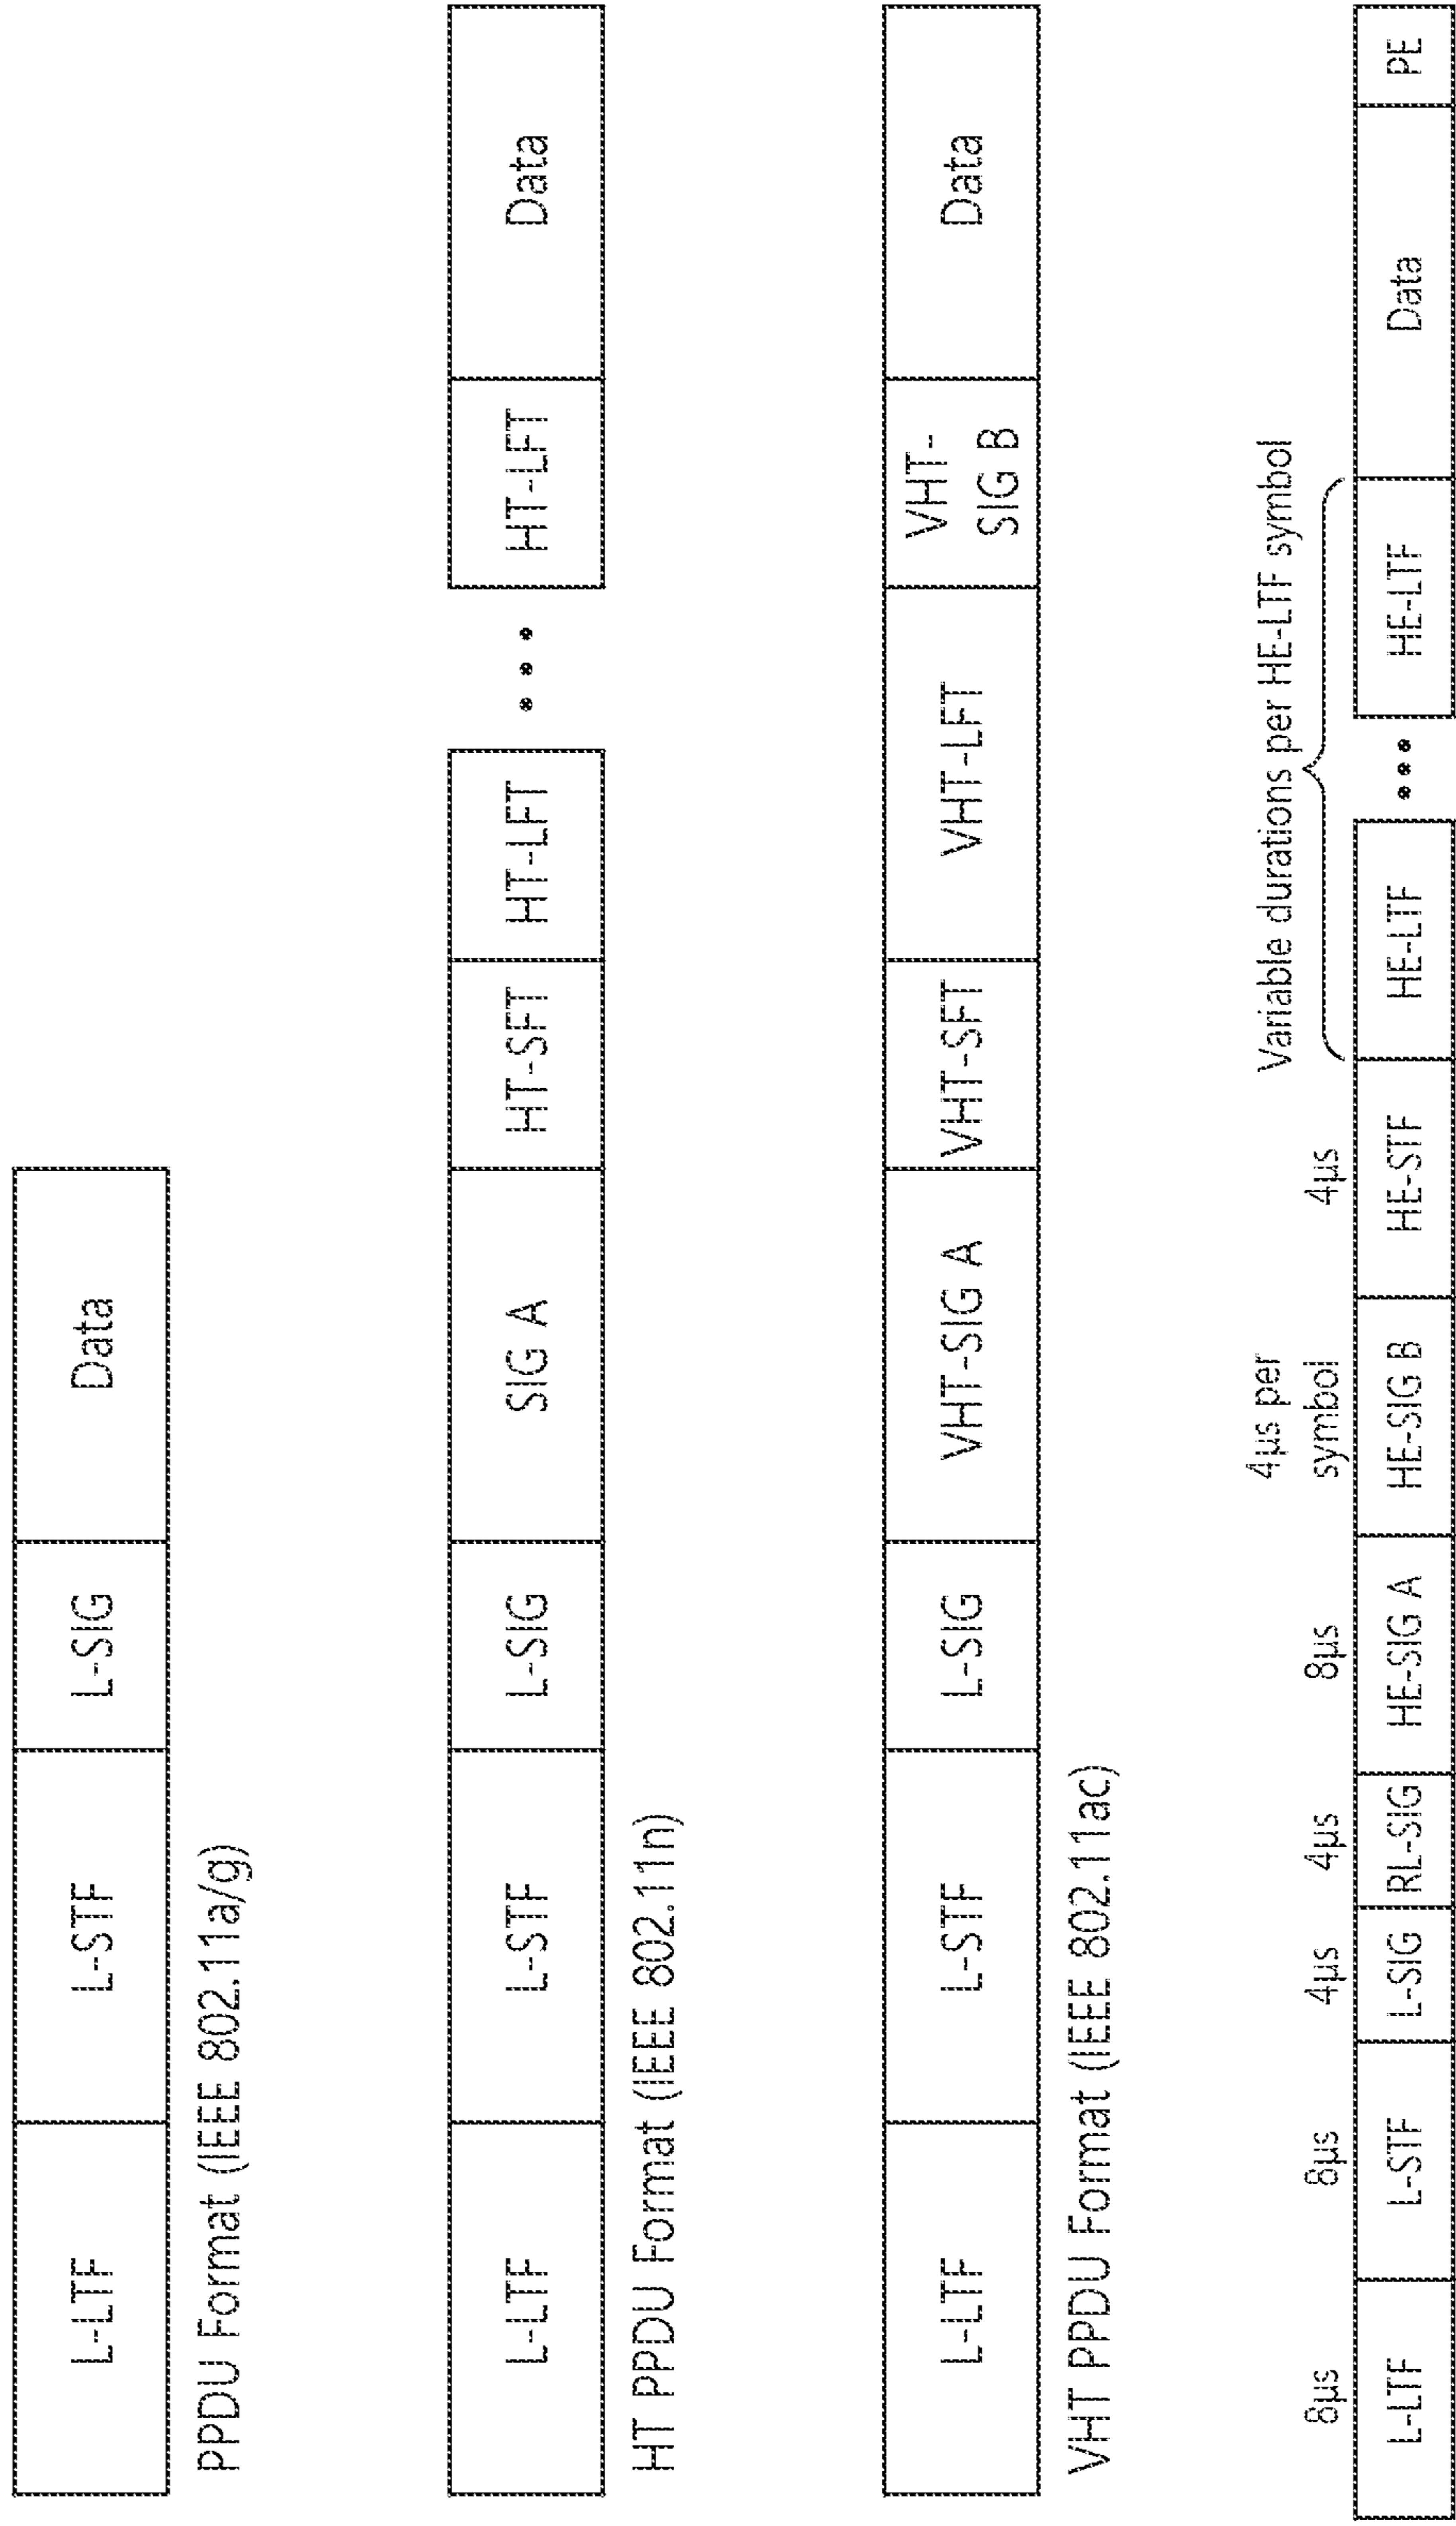 L-LTF
L-STF
L-SIG
Data
PPDU Format (IEEE 802.11a/g)
L-LTF
L-STF
L-SIG
SIG A
HT-SFT
HT-LFT
•••
HT-LFT
Data
HT PPDU Format (IEEE 802.11n)
L-LTF
L-STF
L-SIG
VHT-SIG A
VHT-SFT
VHT-LFT
VHT-
SIG B
Data
VHT PPDU Format (IEEE 802.11ac)
8µs
8µs
4µs
4µs
8µs
4µs per
symbol
4µs
Variable durations per HE-LTF symbol
L-LTF
L-STF
L-SIG
RL-SIG
HE-SIG A
HE-SIG B
HE-STF
HE-LTF
•••
HE-LTF
Data
PE